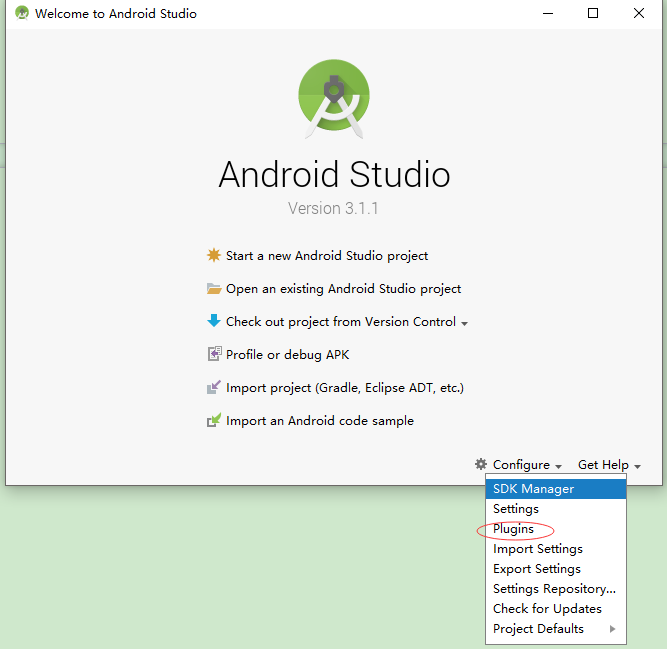 Welcome to Android Studio
Android Studio
Version 3.1.1
Start a new Android Studio project
Open an existing Android Studio project
Check out project from Version Control
Profile or debug APK
Import project (Gradle, Eclipse ADT, etc.)
Import an Android code sample
Configure Get Help
SDK Manager
Settings
Plugins
Import Settings
Export Settings
Settings Repository...
Check for Updates
Project Defaults